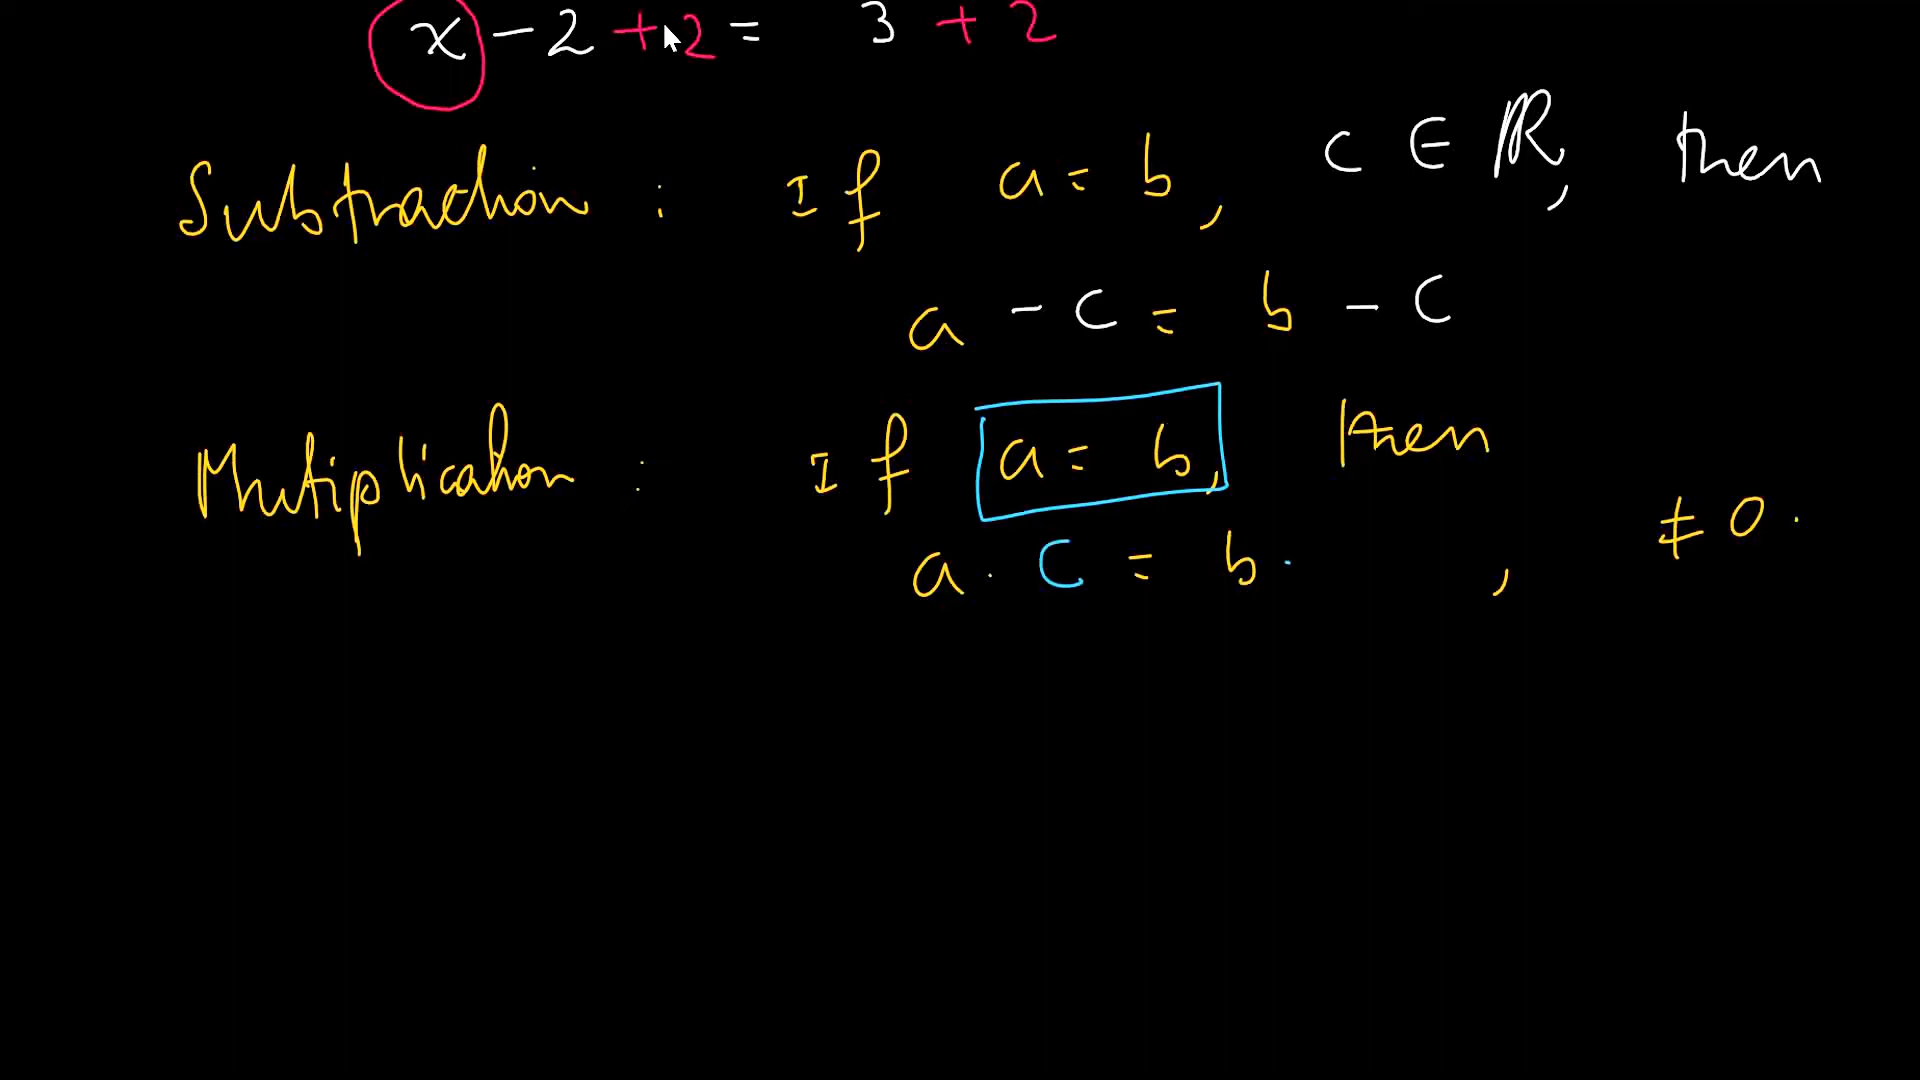 x - 2 + 2 = 3 + 2
Subtraction : If a = b, c ∈ ℝ, then
a - c = b - c
Multiplication : If a = b, then
a · c = b · , ≠ 0.